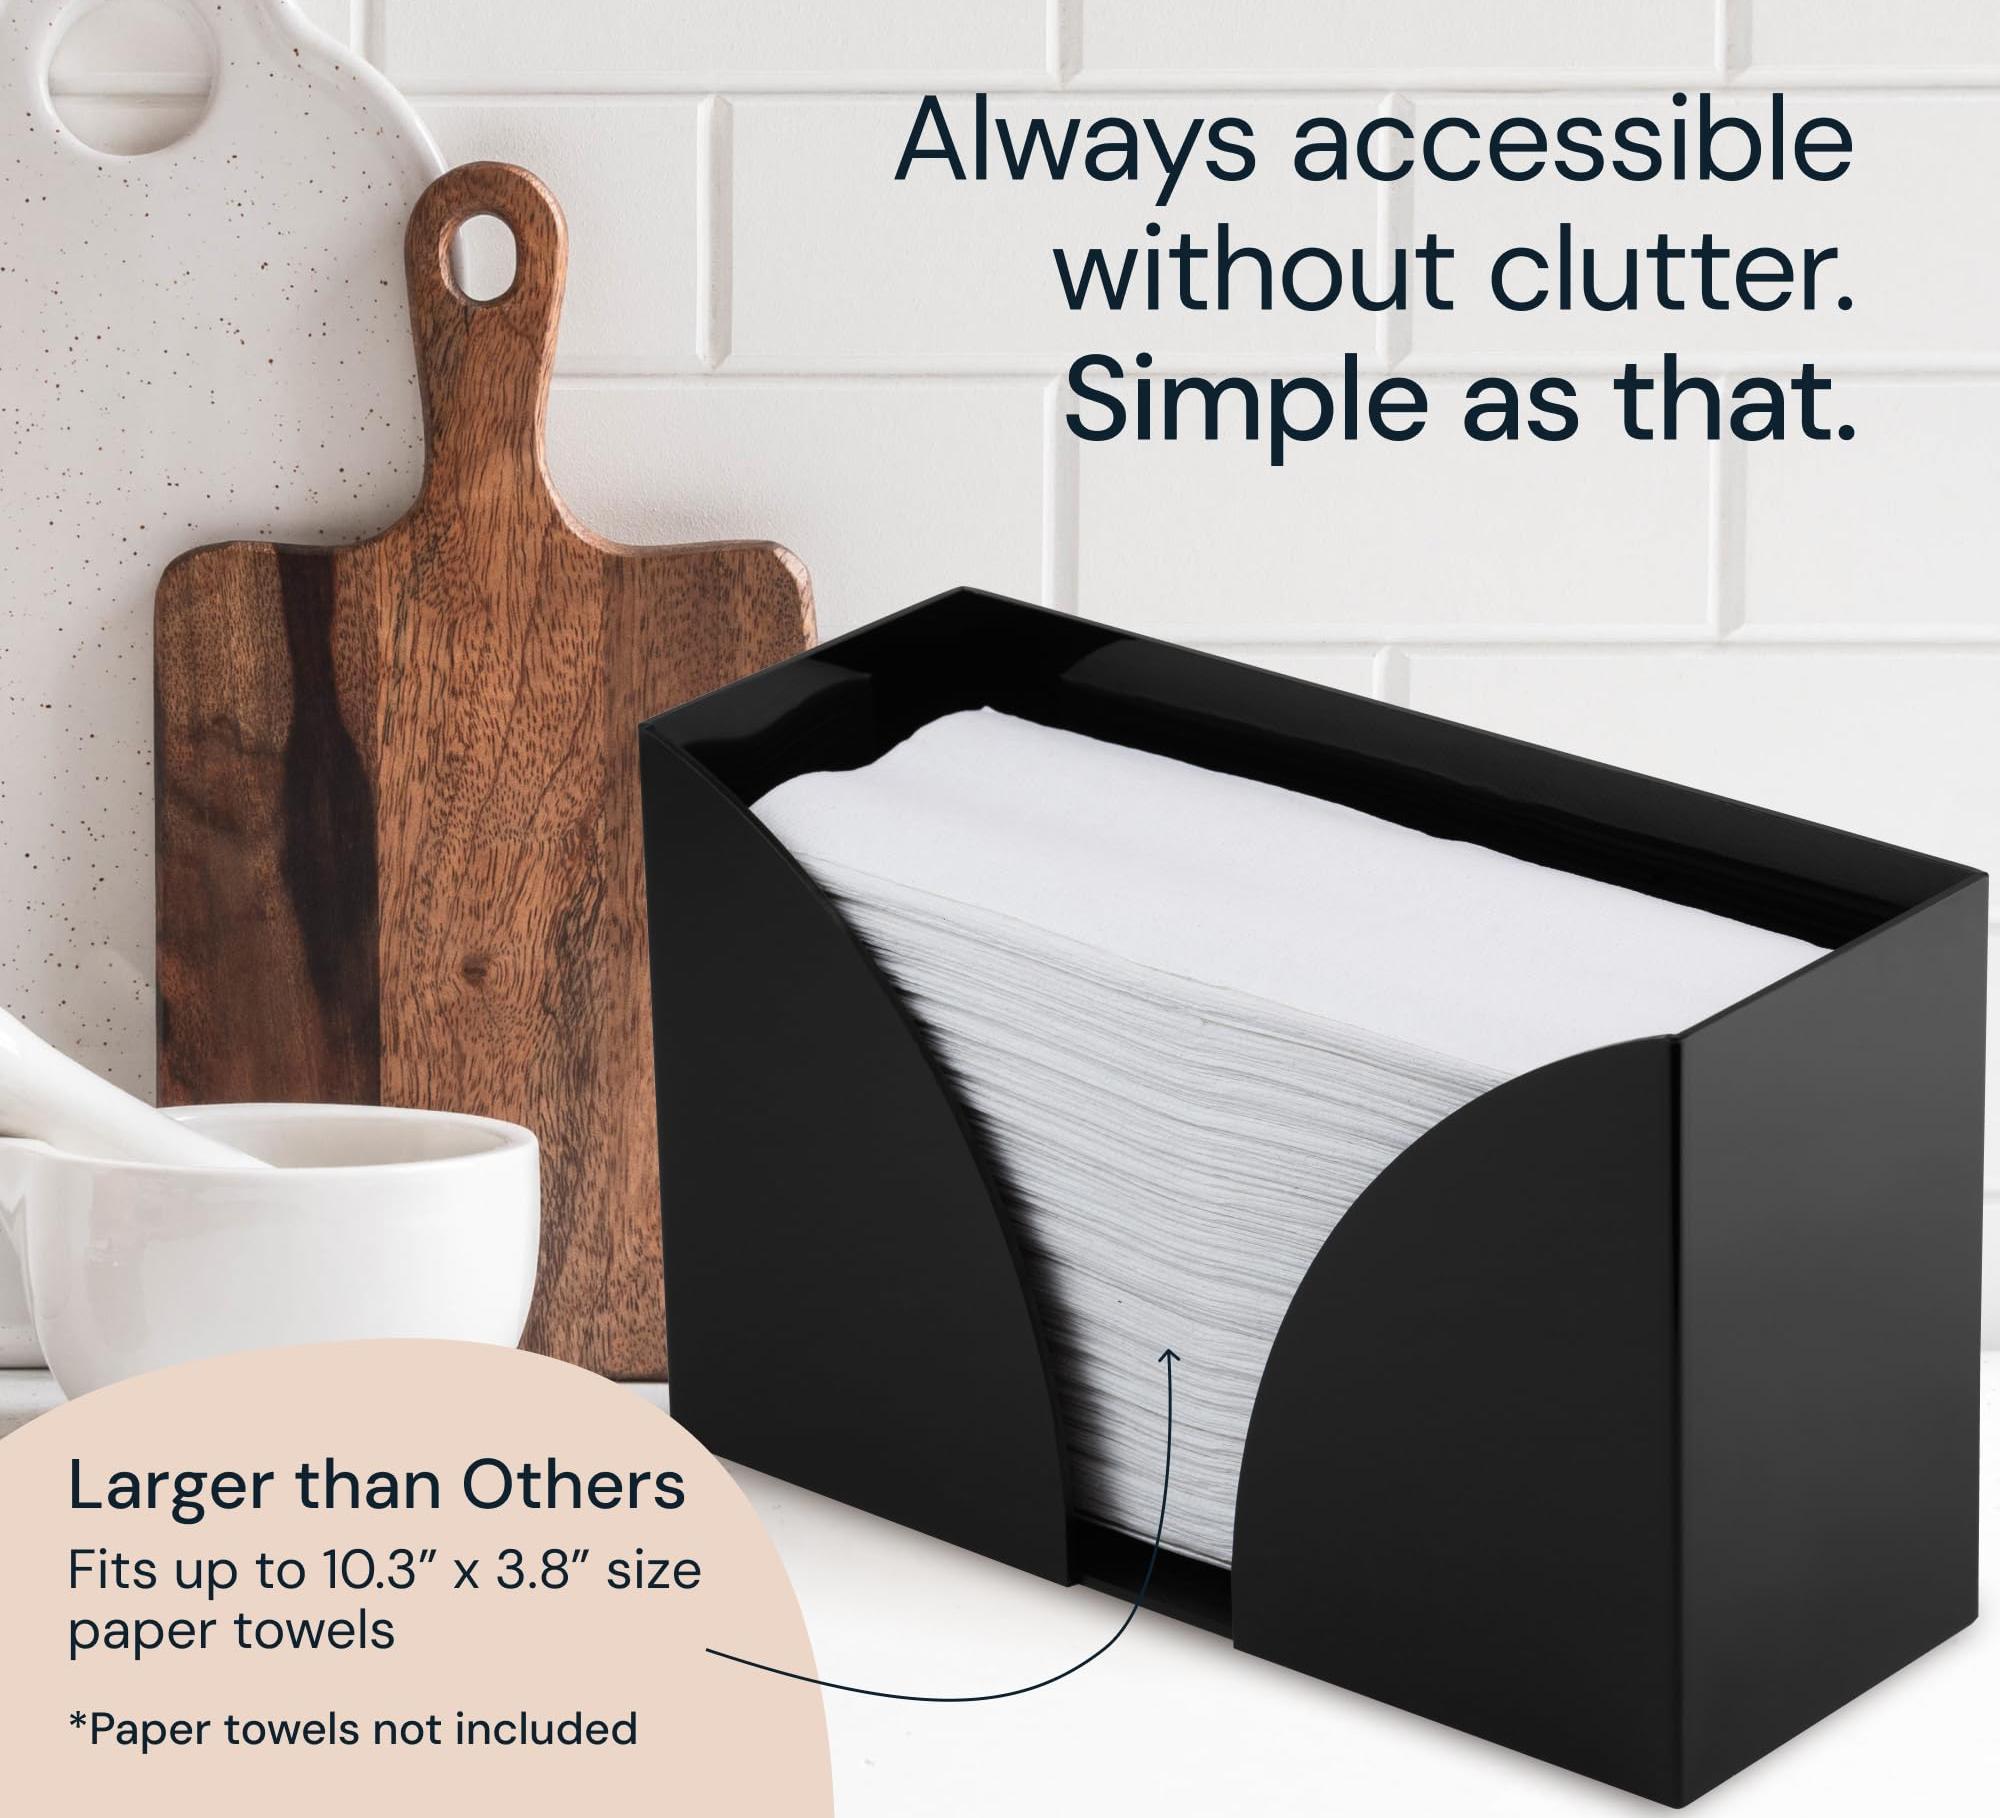 Always accessible
without clutter.
Simple as that.
Larger than Others
Fits up to 10.3” x 3.8” size
paper towels
*Paper towels not included